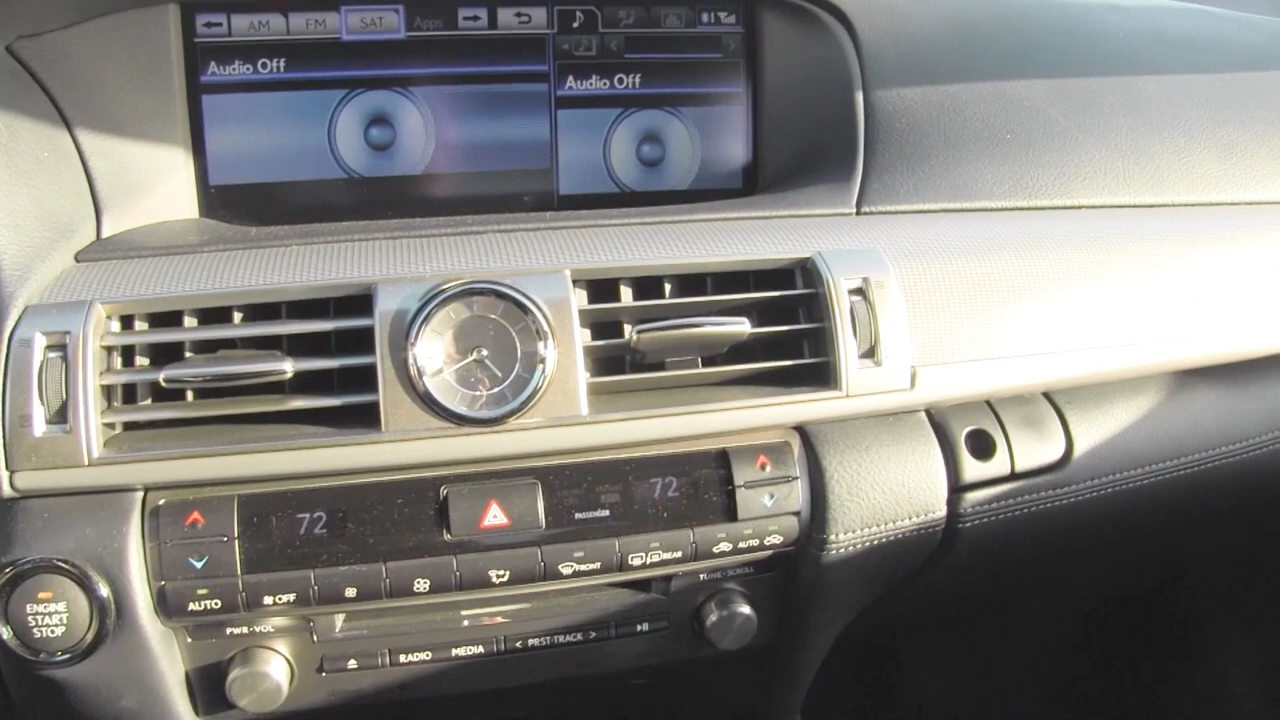 AM FM SAT Apps
Audio Off
Audio Off
72
72
PASSENGER
AUTO
OFF
FRONT
REAR
AUTO
ENGINE
START
STOP
PWR·VOL
TUNE·SCROLL
RADIO
MEDIA
< PRST·TRACK >